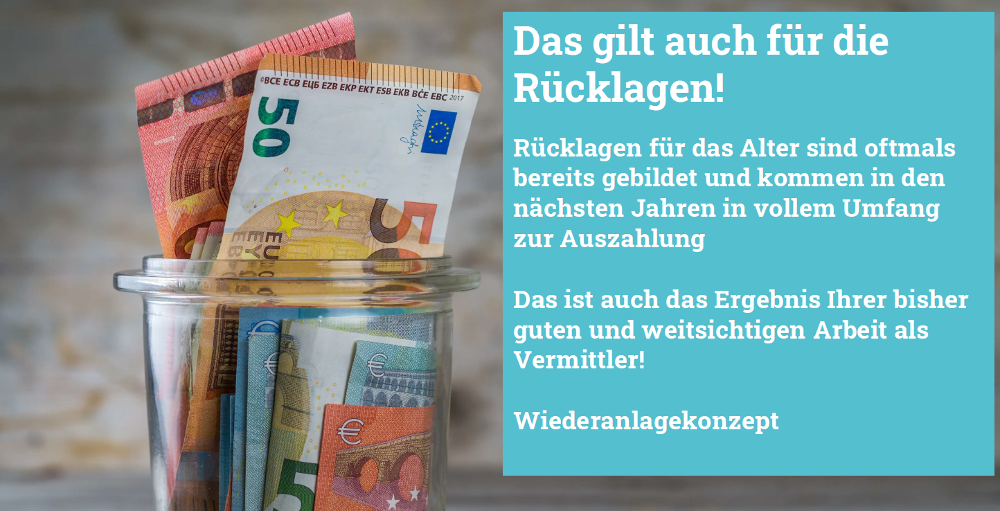 Das gilt auch für die
Rücklagen!
Rücklagen für das Alter sind oftmals
bereits gebildet und kommen in den
nächsten Jahren in vollem Umfang
zur Auszahlung
Das ist auch das Ergebnis Ihrer bisher
guten und weitsichtigen Arbeit als
Vermittler!
Wiederanlagekonzept
©BCE ECB ЕЦБ EZB EKP EKT ESB EKB BĊE EBC 2017
50
50
€
€
€
5